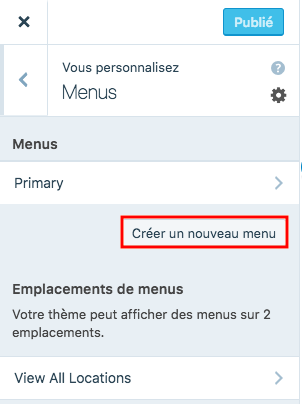 Publié
Vous personnalisez
Menus
Menus
Primary
Créer un nouveau menu
Emplacements de menus
Votre thème peut afficher des menus sur 2
emplacements.
View All Locations